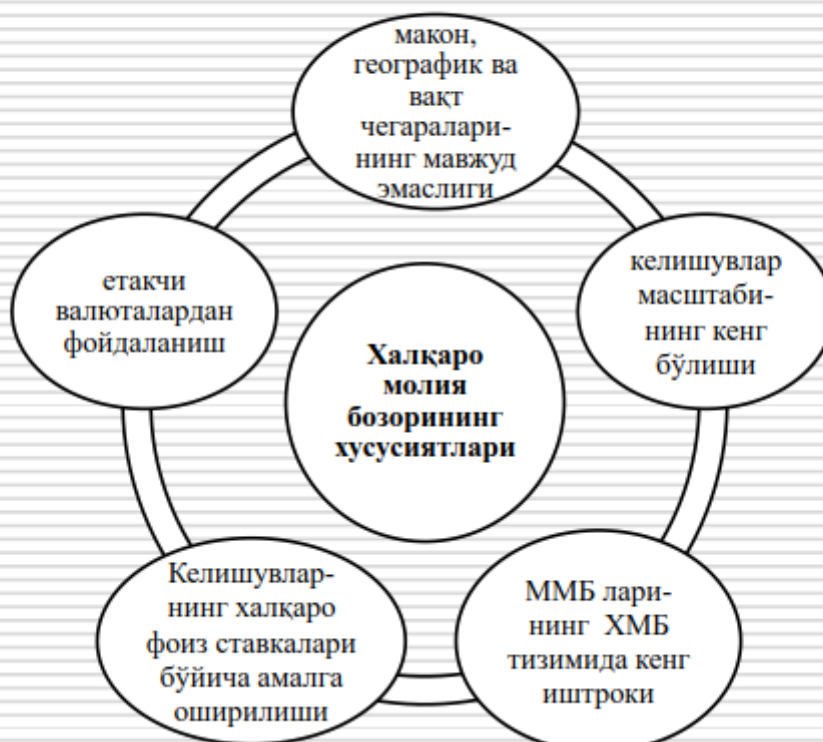 макон,
географик ва
вақт
чегаралари-
нинг мавжуд
эмаслиги
келишувлар
масштаби-
нинг кенг
бўлиши
ММБ лари-
нинг ХМБ
тизимида кенг
иштроки
Келишувлар-
нинг халқаро
фоиз ставкалари
бўйича амалга
оширилиши
етакчи
валюталардан
фойдаланиш
Халқаро
молия
бозорининг
хусусиятлари